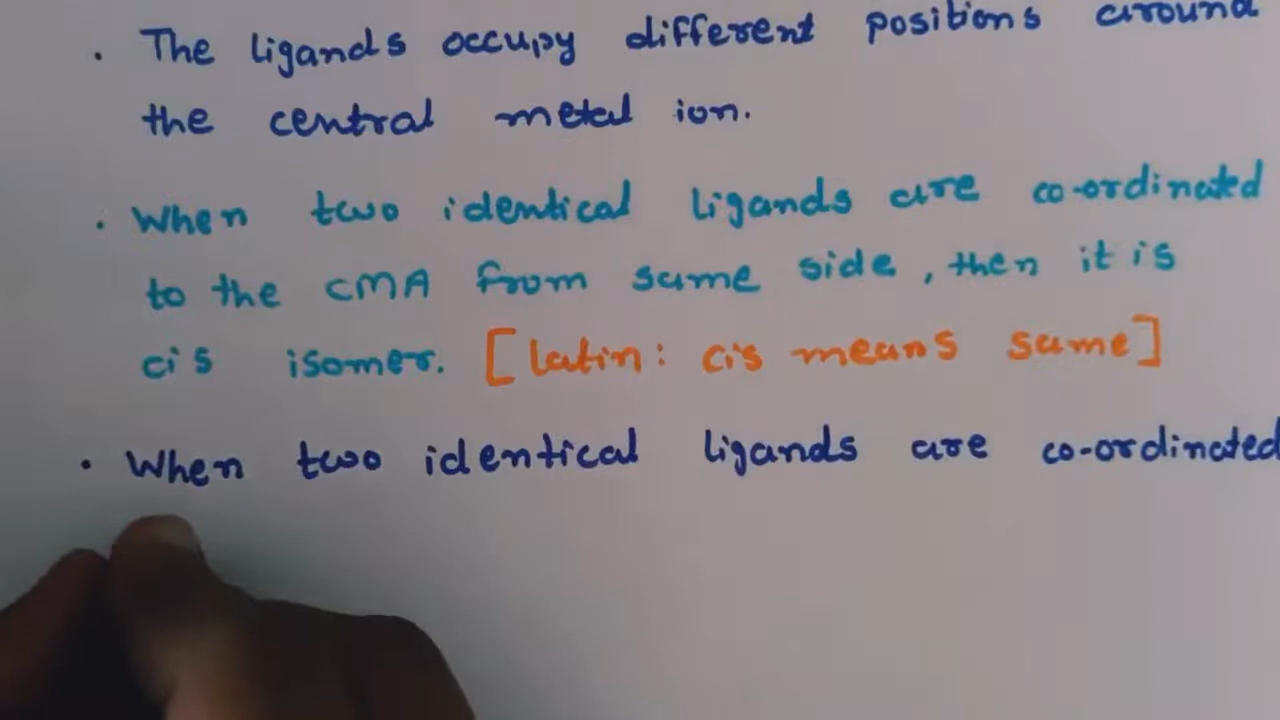 . The ligands occupy different positions around
the central metal ion.
. When two identical ligands are co-ordinated
to the CMA from same side, then it is
cis isomer. [latin: cis means same]
. When two identical ligands are co-ordinated